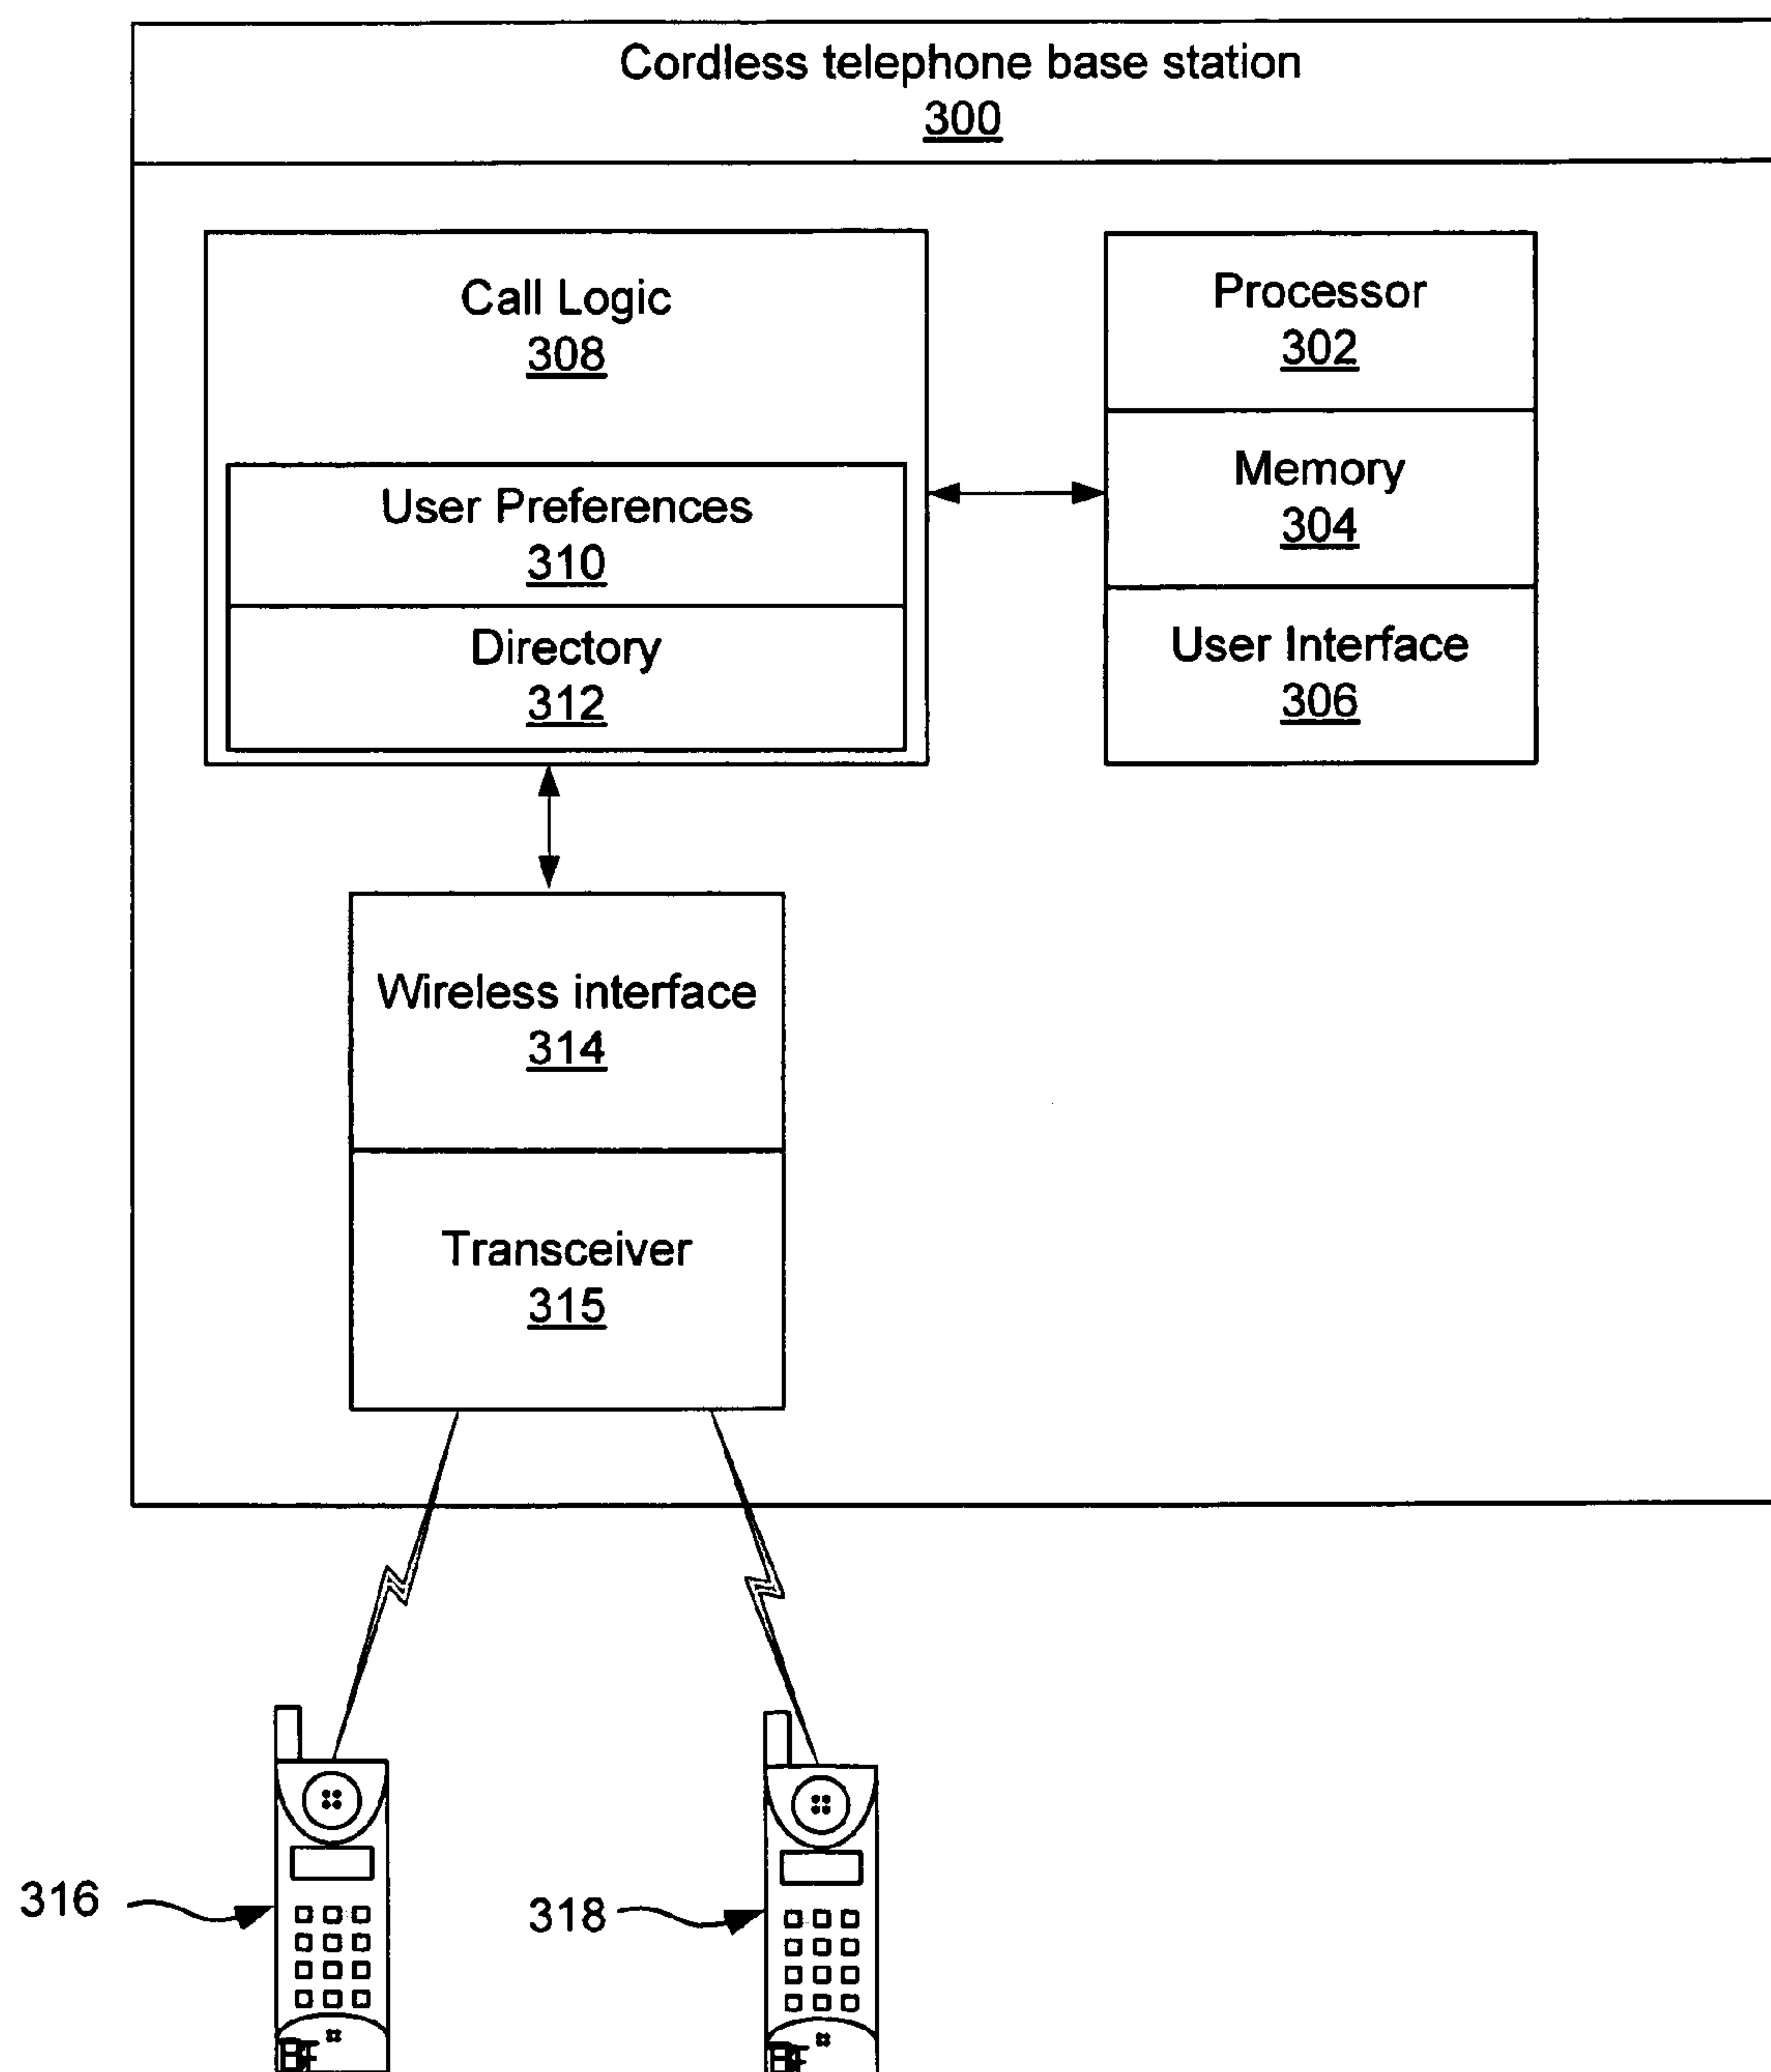 Cordless telephone base station
300
Call Logic
308
User Preferences
310
Directory
312
Processor
302
Memory
304
User Interface
306
Wireless interface
314
Transceiver
315
316
318